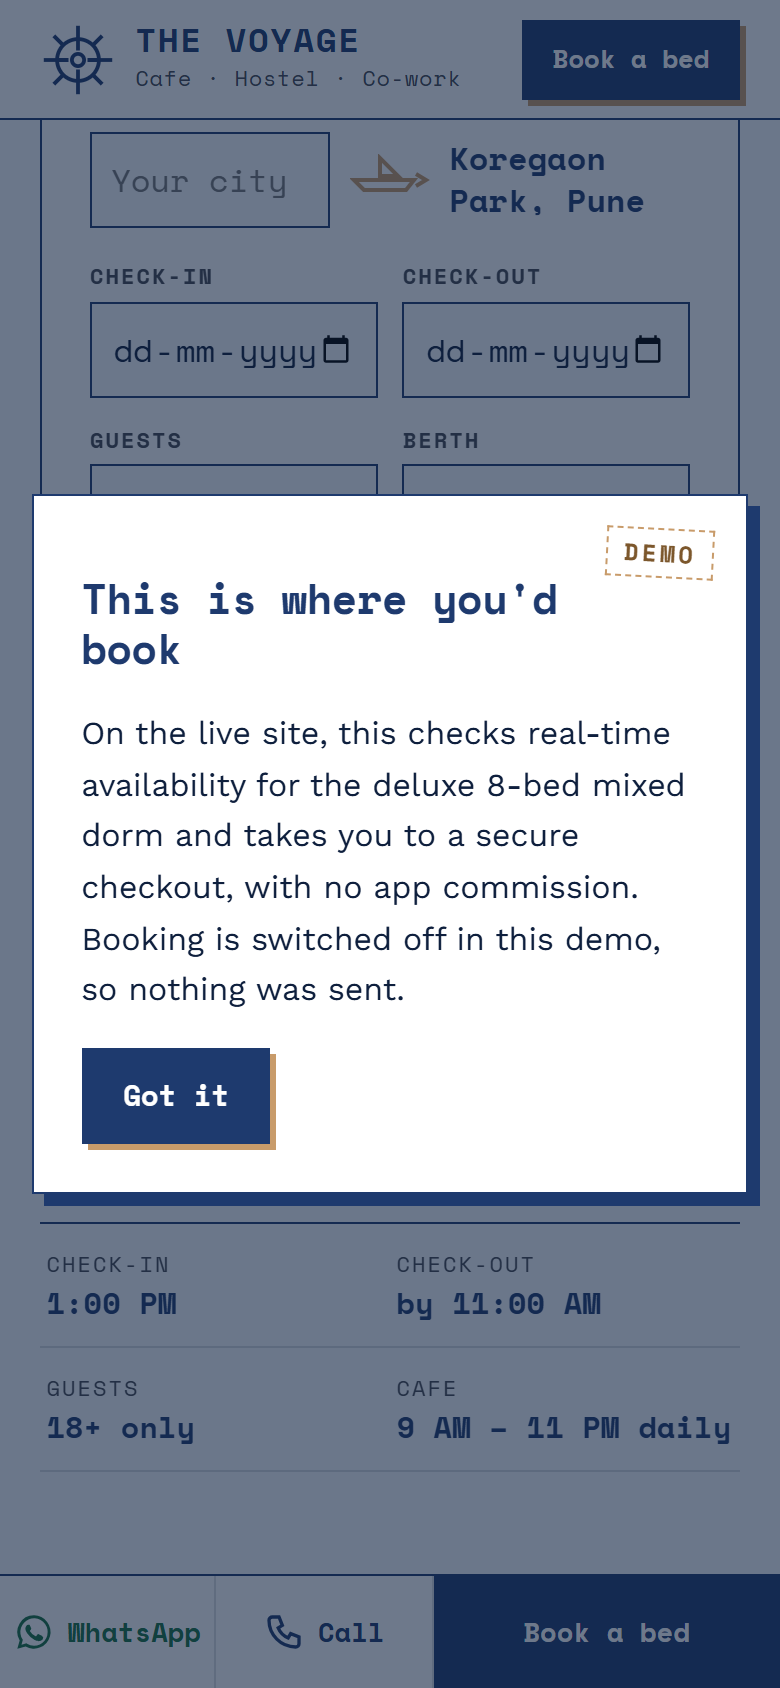 THE VOYAGE
Cafe · Hostel · Co-work
Book a bed
Your city
Koregaon
Park, Pune
CHECK-IN
CHECK-OUT
dd-mm-yyyy
dd-mm-yyyy
GUESTS
BERTH
DEMO
This is where you'd
book
On the live site, this checks real-time
availability for the deluxe 8-bed mixed
dorm and takes you to a secure
checkout, with no app commission.
Booking is switched off in this demo,
so nothing was sent.
Got it
CHECK-IN
CHECK-OUT
1:00 PM
by 11:00 AM
GUESTS
CAFE
18+ only
9 AM – 11 PM daily
WhatsApp
Call
Book a bed